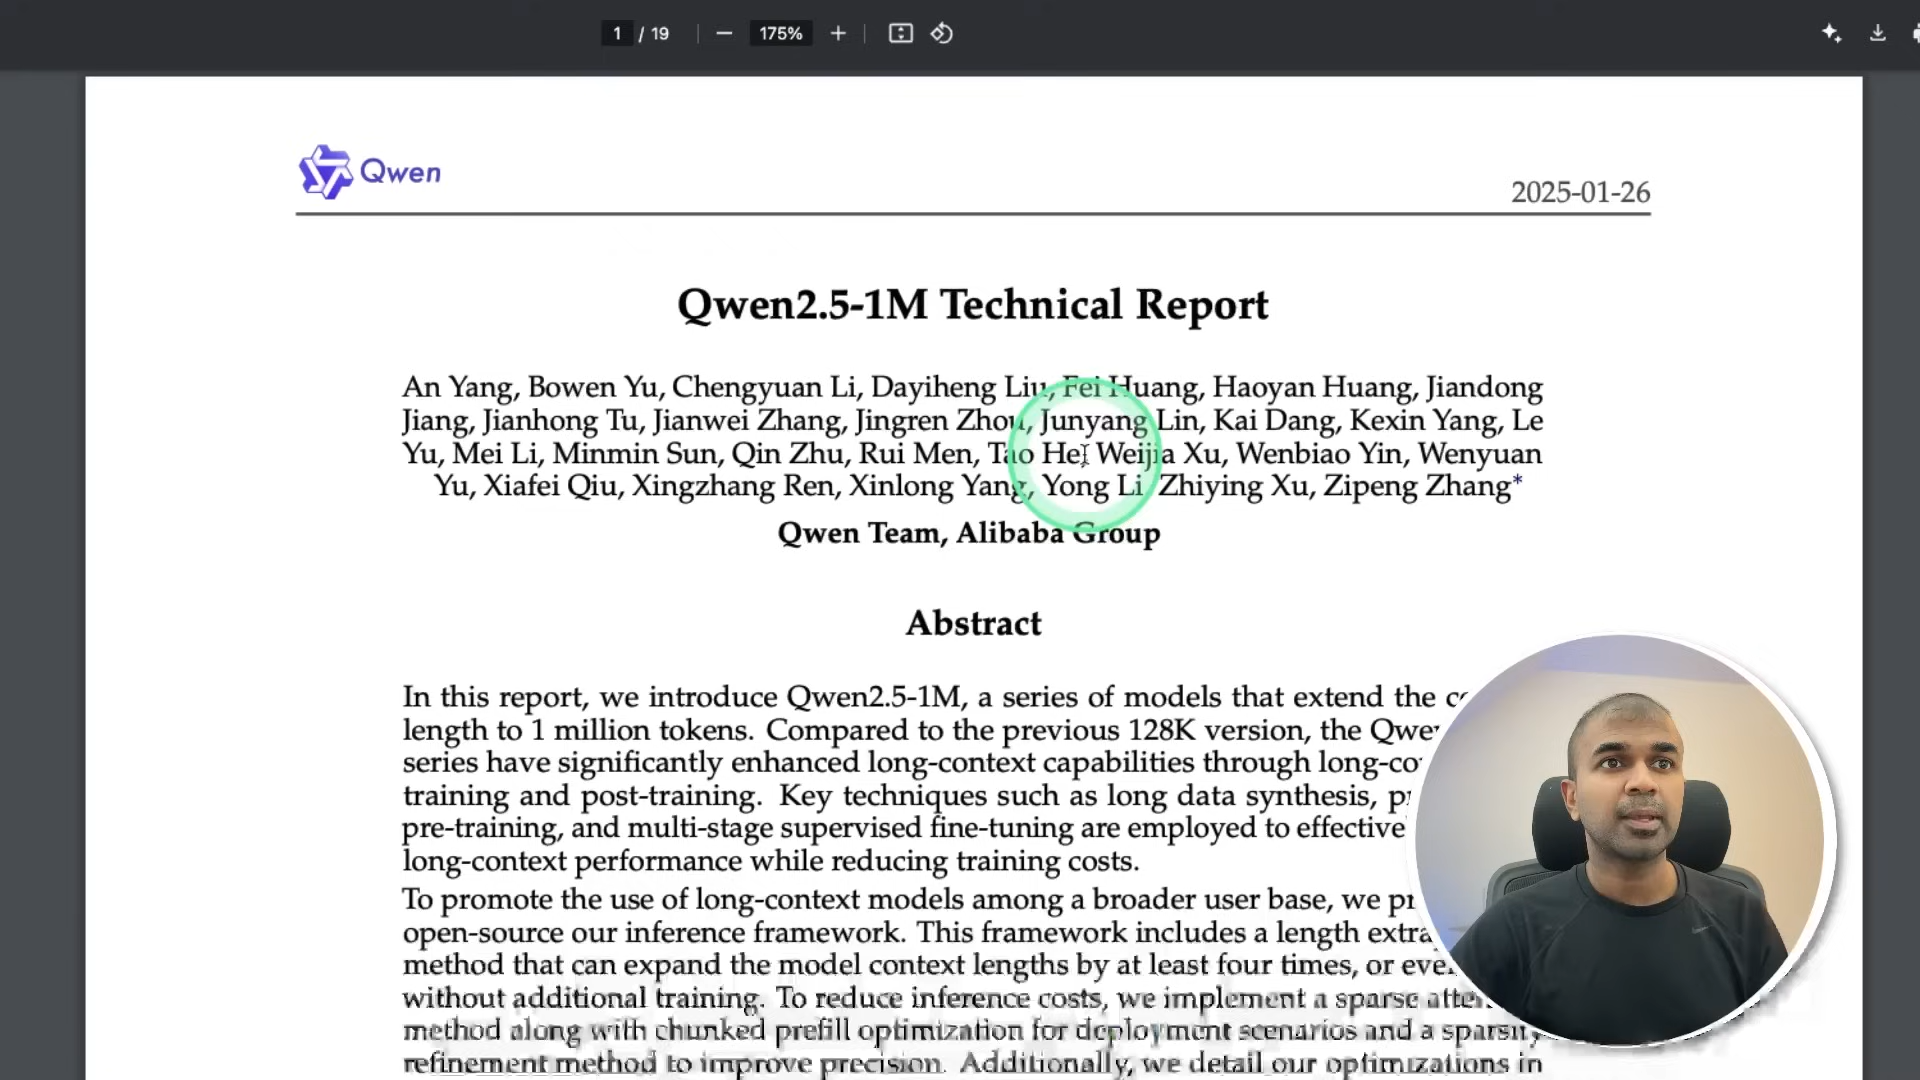 1 / 19
175%
Qwen
2025-01-26
Qwen2.5-1M Technical Report
An Yang, Bowen Yu, Chengyuan Li, Dayiheng Liu, Fei Huang, Haoyan Huang, Jiandong
Jiang, Jianhong Tu, Jianwei Zhang, Jingren Zhou, Junyang Lin, Kai Dang, Kexin Yang, Le
Yu, Mei Li, Minmin Sun, Qin Zhu, Rui Men, Tao He, Weijia Xu, Wenbiao Yin, Wenyuan
Yu, Xiafei Qiu, Xingzhang Ren, Xinlong Yang, Yong Li, Zhiying Xu, Zipeng Zhang*
Qwen Team, Alibaba Group
Abstract
In this report, we introduce Qwen2.5-1M, a series of models that extend the
length to 1 million tokens. Compared to the previous 128K version, the
series have significantly enhanced long-context capabilities through
training and post-training. Key techniques such as long data synthesis,
pre-training, and multi-stage supervised fine-tuning are employed to
long-context performance while reducing training costs.
To promote the use of long-context models among a broader user base, we
open-source our inference framework. This framework includes a length
method that can expand the model context lengths by at least four times, or
without additional training. To reduce inference costs, we implement a sparse
method along with chunked prefill optimization for deployment scenarios and a sparsity
refinement method to improve precision. Additionally, we detail our optimizations in